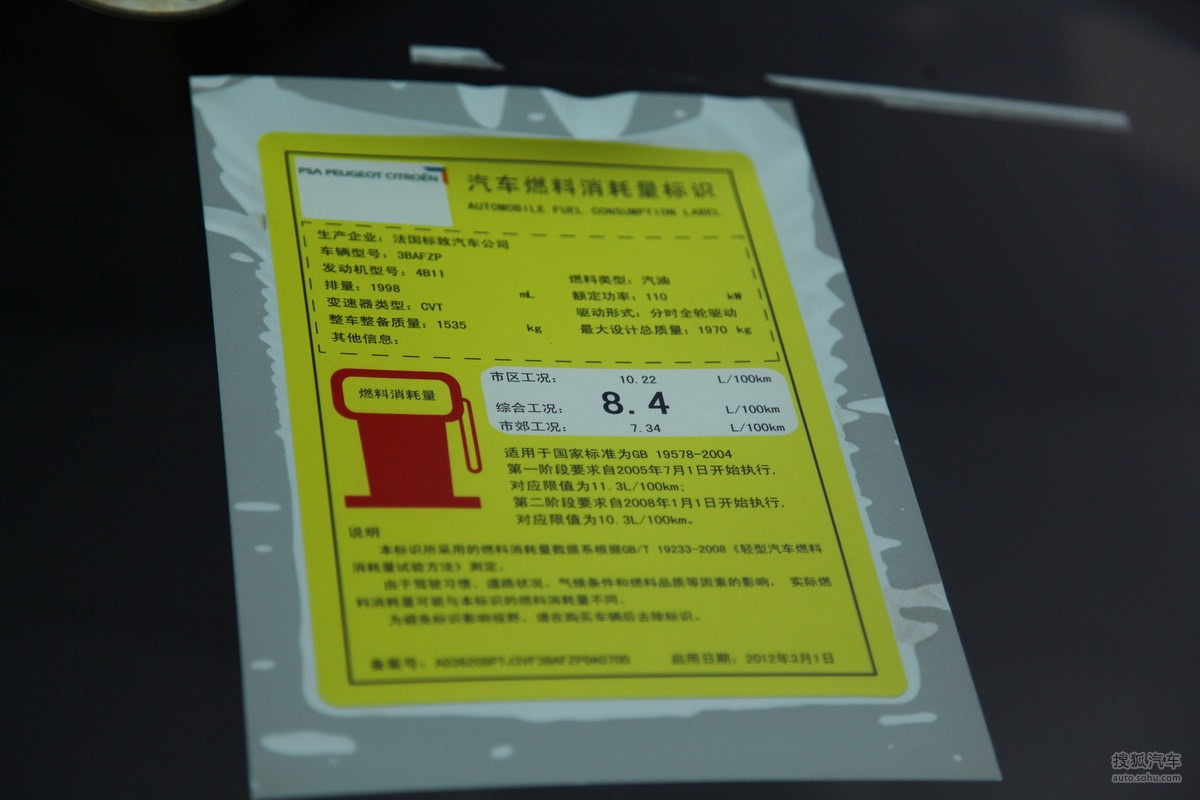 PSA PEUGEOT CITROËN
汽车燃料消耗量标识
AUTOMOBILE FUEL CONSUMPTION LABEL
生产企业：法国标致汽车公司
车辆型号：3BAFZP
发动机型号：4B11
燃料类型：汽油
排量：1998 mL
额定功率：110 kW
变速器类型：CVT
驱动形式：分时全轮驱动
整车整备质量：1535 kg
最大设计总质量：1970 kg
其他信息：
燃料消耗量
市区工况： 10.22 L/100km
综合工况： 8.4 L/100km
市郊工况： 7.34 L/100km
适用于国家标准为GB 19578-2004
第一阶段要求自2005年7月1日开始执行，
对应限值为11.3L/100km;
第二阶段要求自2008年1月1日开始执行，
对应限值为10.3L/100km。
说明
本标识所采用的燃料消耗量数据系根据GB/T 19233-2008《轻型汽车燃料
消耗量试验方法》测定。
由于驾驶习惯、道路状况、气候条件和燃料品质等因素的影响， 实际燃
料消耗量可能与本标识的燃料消耗量不同。
为避免标识影响视野，请在购买车辆后去除标识。
备案号：
启用日期：2012年3月1日
搜狐汽车
auto.sohu.com